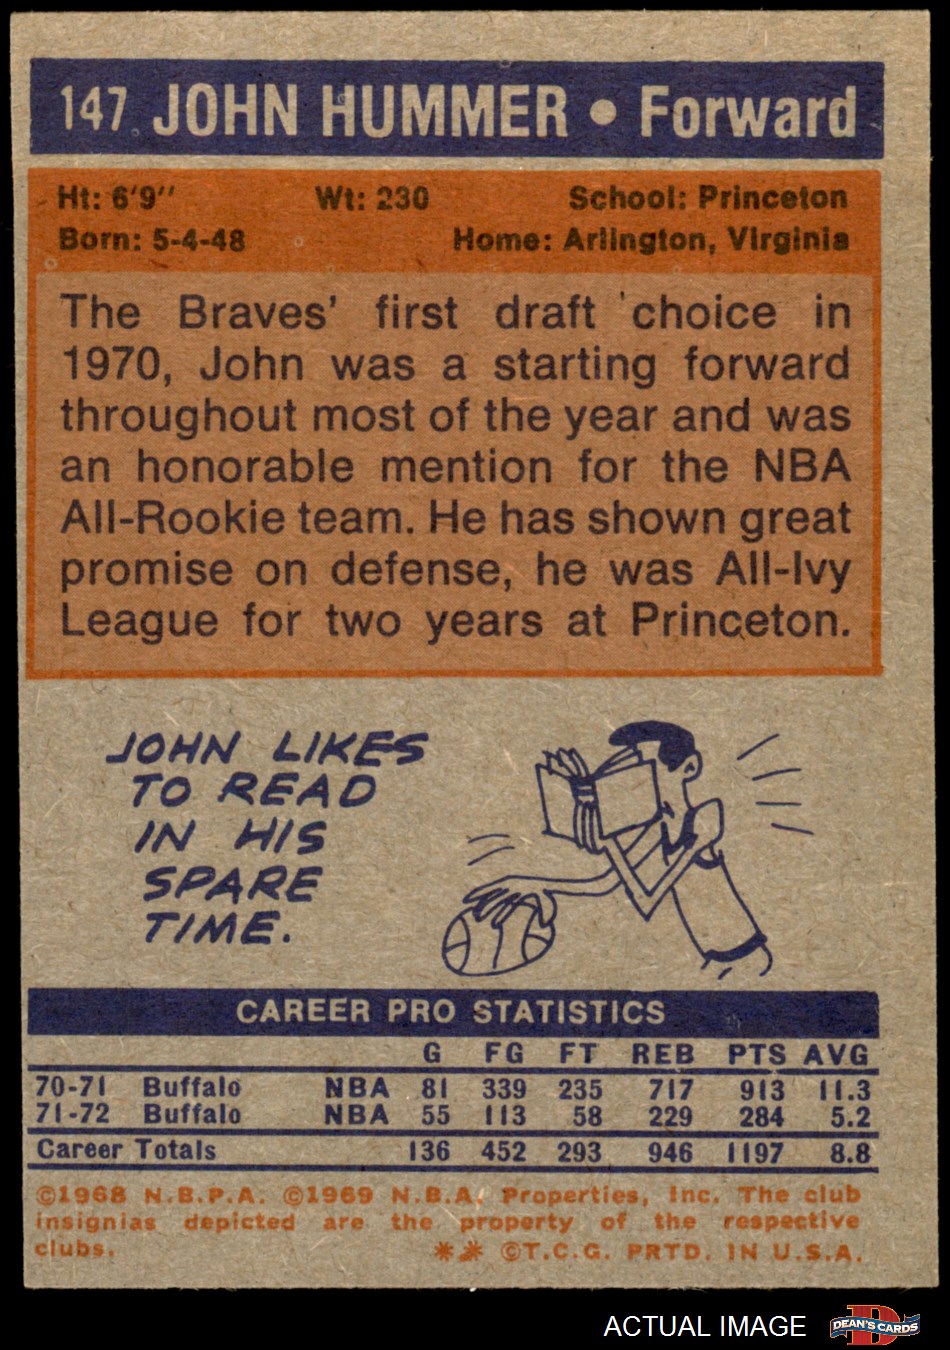 147 JOHN HUMMER • Forward
Ht: 6'9'' Wt: 230 School: Princeton
Born: 5-4-48 Home: Arlington, Virginia
The Braves' first draft choice in
1970, John was a starting forward
throughout most of the year and was
an honorable mention for the NBA
All-Rookie team. He has shown great
promise on defense, he was All-Ivy
League for two years at Princeton.
JOHN LIKES
TO READ
IN HIS
SPARE
TIME.
CAREER PRO STATISTICS
G FG FT REB PTS AVG
70-71 Buffalo NBA 81 339 235 717 913 11.3
71-72 Buffalo NBA 55 113 58 229 284 5.2
Career Totals 136 452 293 946 1197 8.8
©1968 N.B.P.A. ©1969 N.B.A. Properties, Inc. The club
insignias depicted are the property of the respective
clubs. ** ©T.C.G. PRTD. IN U.S.A.
ACTUAL IMAGE
D
DEAN'S CARDS